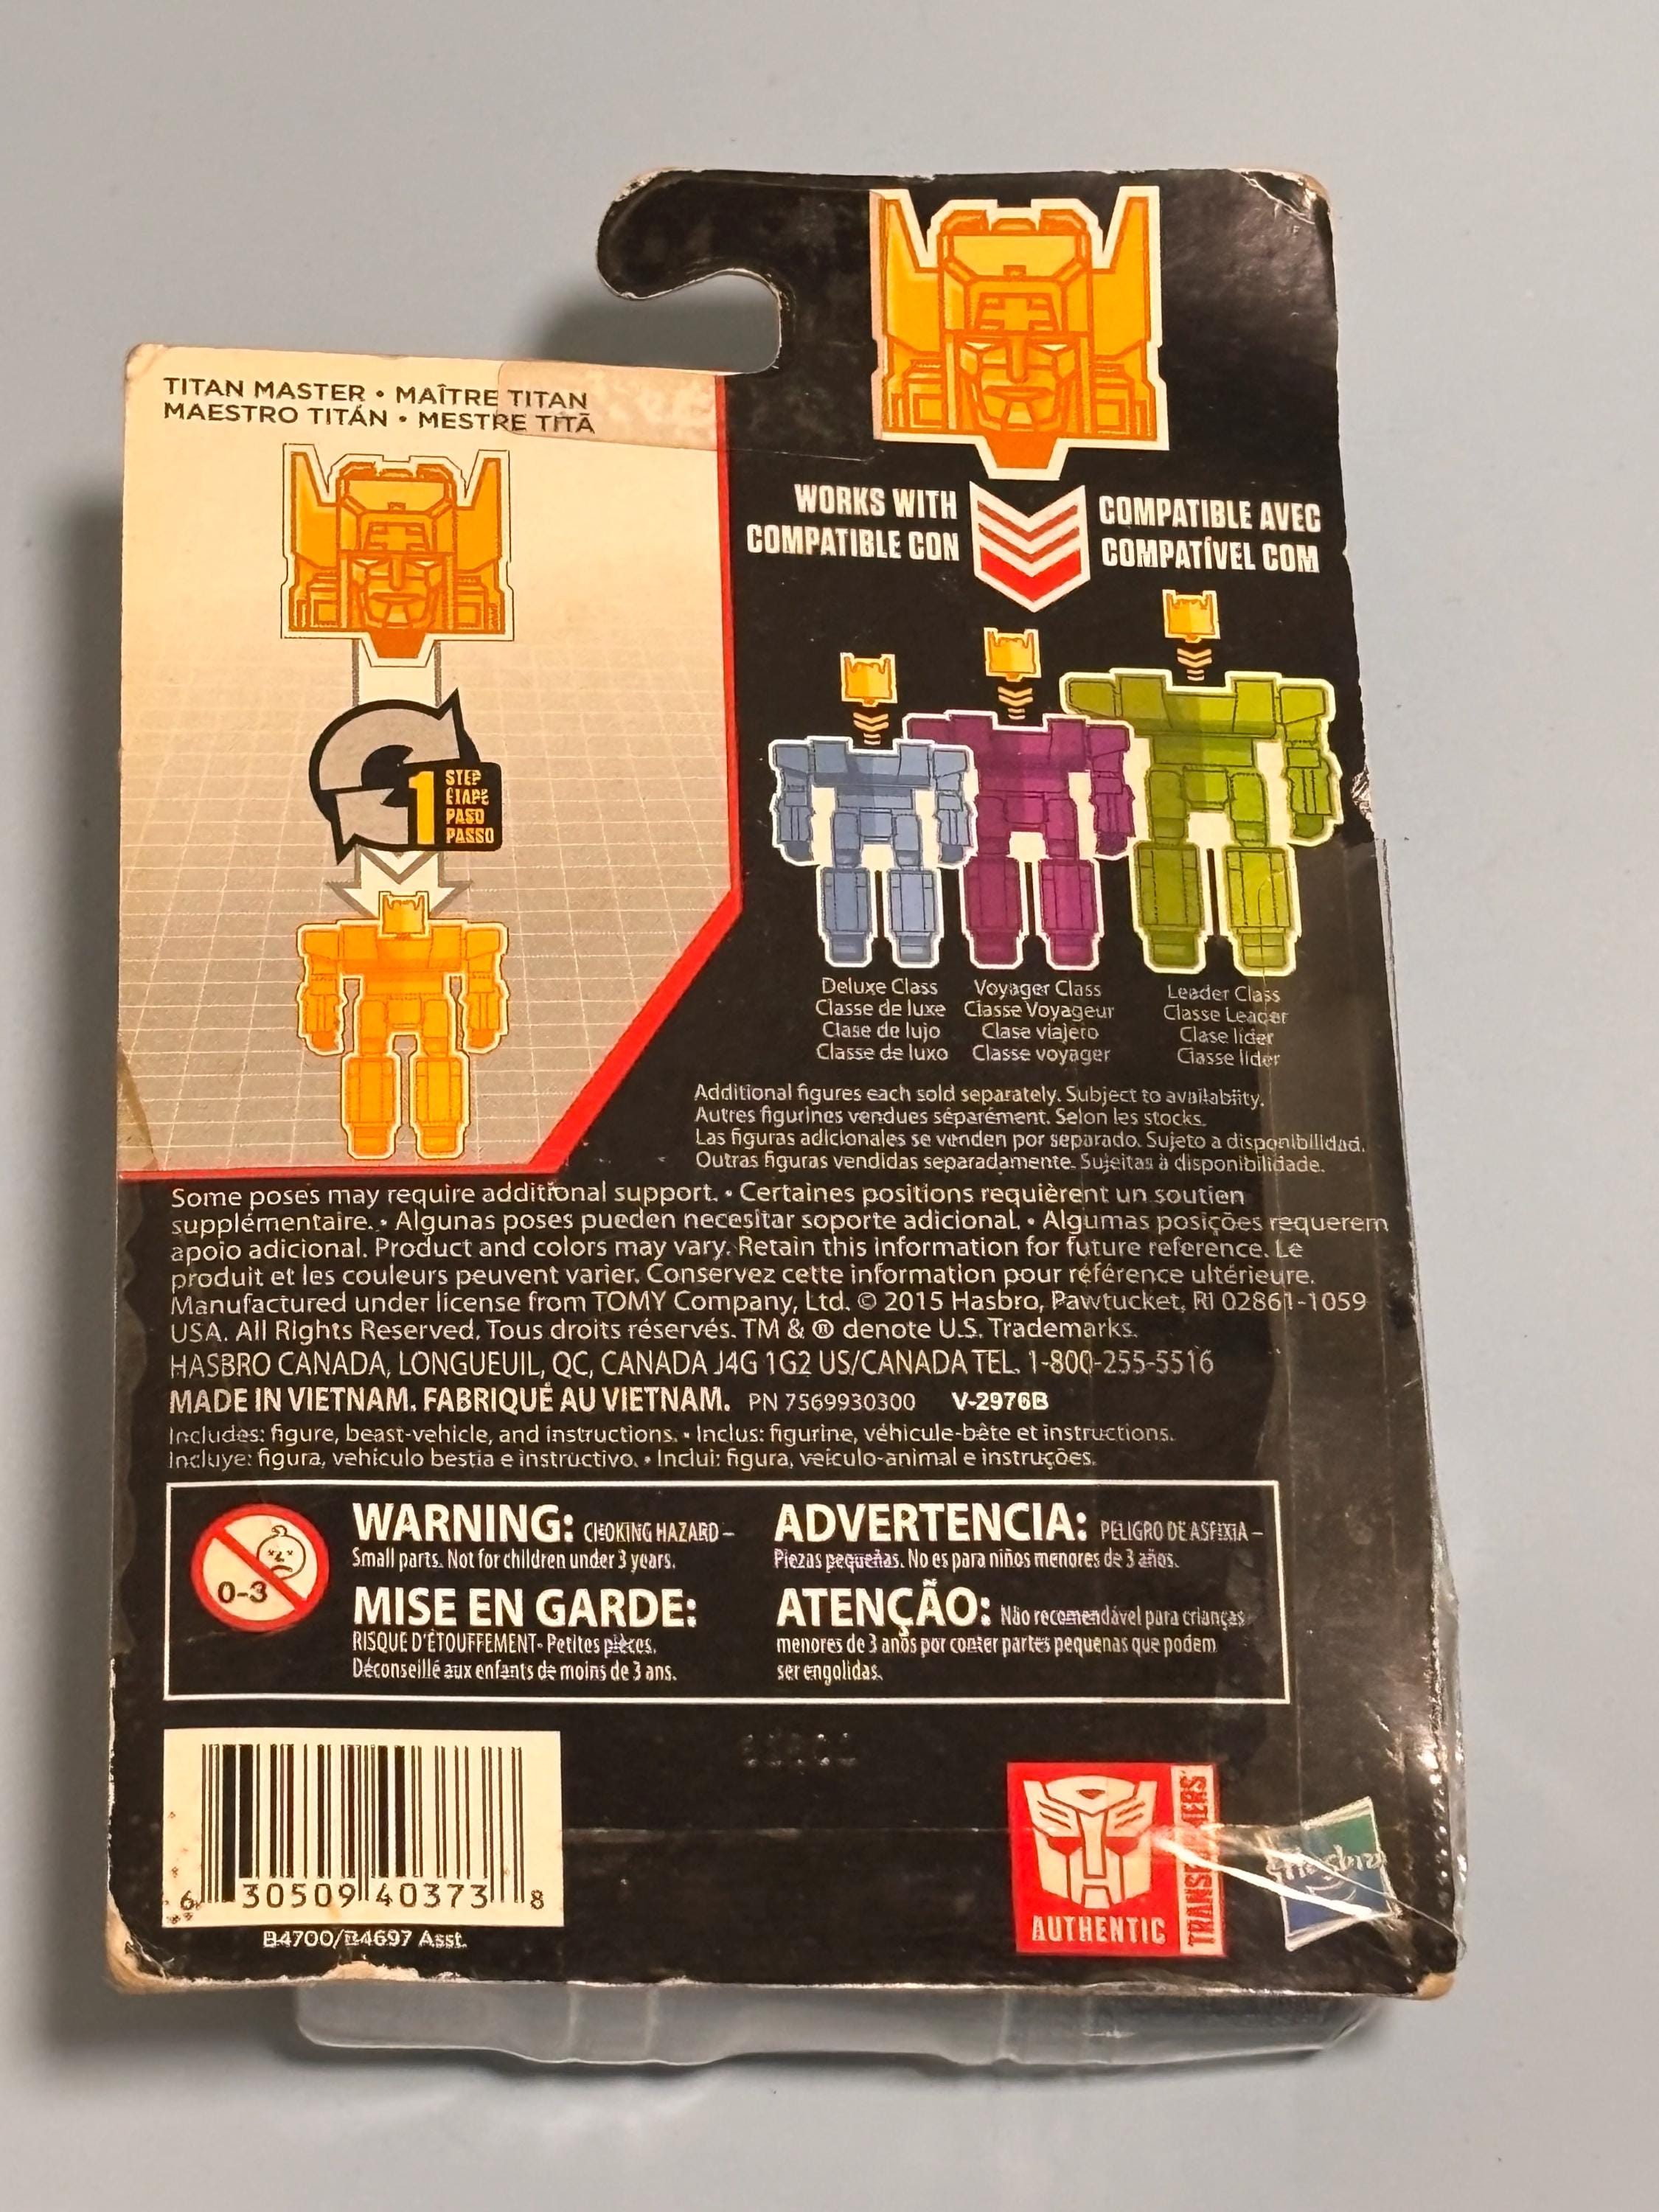 TITAN MASTER • MAÎTRE TITAN
MAESTRO TITÁN • MESTRE TITÃ
1
STEP
ÉTAPE
PASO
PASSO
WORKS WITH
COMPATIBLE CON
COMPATIBLE AVEC
COMPATÍVEL COM
Deluxe Class
Classe de luxe
Clase de lujo
Classe de luxo
Voyager Class
Classe Voyageur
Clase viajero
Classe voyager
Leader Class
Classe Leader
Clase líder
Classe líder
Additional figures each sold separately. Subject to availability.
Autres figurines vendues séparément. Selon les stocks.
Las figuras adicionales se venden por separado. Sujeto a disponibilidad.
Outras figuras vendidas separadamente. Sujeitas à disponibilidade.
Some poses may require additional support. • Certaines positions requièrent un soutien
supplémentaire. • Algunas poses pueden necesitar soporte adicional. • Algumas posições requerem
apoio adicional. Product and colors may vary. Retain this information for future reference. Le
produit et les couleurs peuvent varier. Conservez cette information pour référence ultérieure.
Manufactured under license from TOMY Company, Ltd. © 2015 Hasbro, Pawtucket, RI 02861-1059
USA. All Rights Reserved. Tous droits réservés. TM & ® denote U.S. Trademarks.
HASBRO CANADA, LONGUEUIL, QC, CANADA J4G 1G2 US/CANADA TEL. 1-800-255-5516
MADE IN VIETNAM. FABRIQUÉ AU VIETNAM. PN 7569930300 V-2976B
Includes: figure, beast-vehicle, and instructions. • Inclus: figurine, véhicule-bête et instructions.
Incluye: figura, vehículo bestia e instructivo. • Inclui: figura, veículo-animal e instruções.
0-3
WARNING: CHOKING HAZARD –
Small parts. Not for children under 3 years.
MISE EN GARDE:
RISQUE D'ÉTOUFFEMENT- Petites pièces.
Déconseillé aux enfants de moins de 3 ans.
ADVERTENCIA: PELIGRO DE ASFIXIA –
Piezas pequeñas. No es para niños menores de 3 años.
ATENÇÃO: Não recomendável para crianças
menores de 3 anos por conter partes pequenas que podem
ser engolidas.
6 30509 40373 8
B4700/B4697 Asst.
AUTHENTIC
TRANSFORMERS
Hasbro